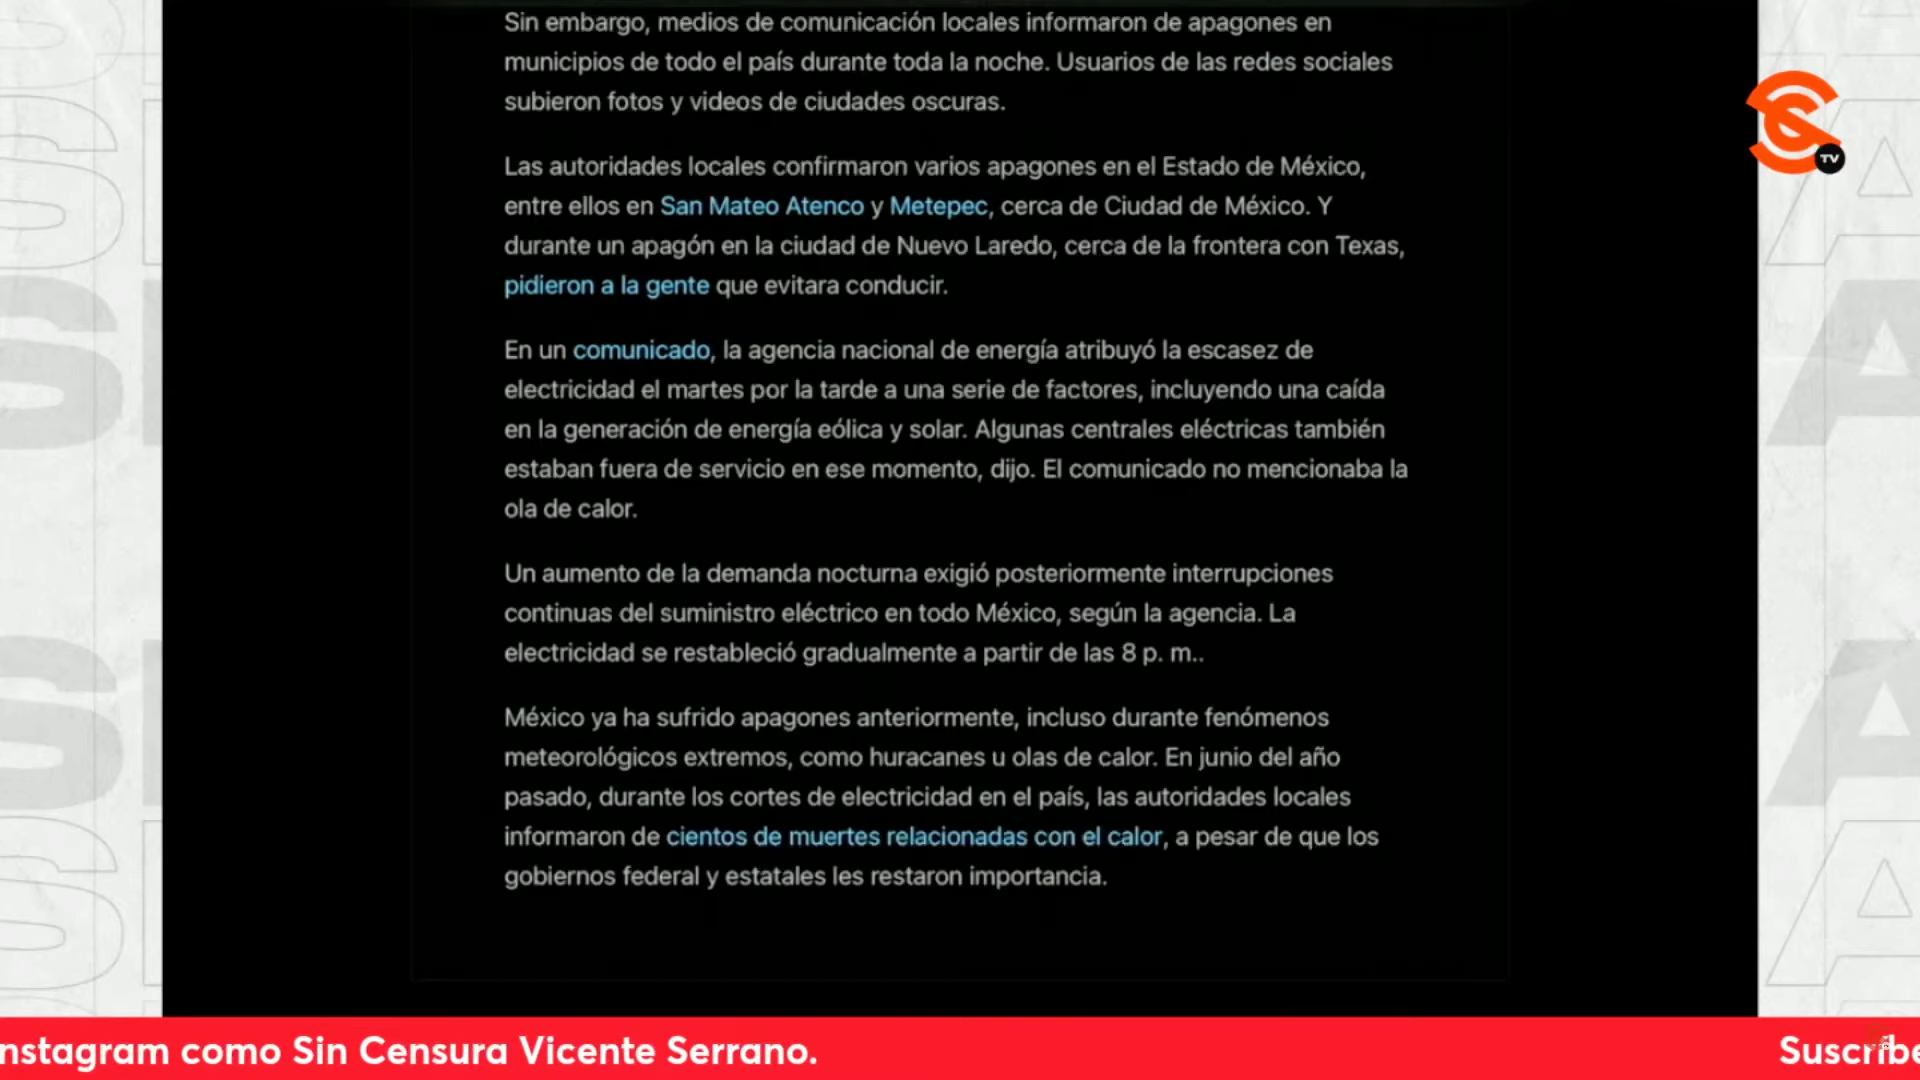 Sin embargo, medios de comunicación locales informaron de apagones en
municipios de todo el país durante toda la noche. Usuarios de las redes sociales
subieron fotos y videos de ciudades oscuras.
Las autoridades locales confirmaron varios apagones en el Estado de México,
entre ellos en San Mateo Atenco y Metepec, cerca de Ciudad de México. Y
durante un apagón en la ciudad de Nuevo Laredo, cerca de la frontera con Texas,
pidieron a la gente que evitara conducir.
En un comunicado, la agencia nacional de energía atribuyó la escasez de
electricidad el martes por la tarde a una serie de factores, incluyendo una caída
en la generación de energía eólica y solar. Algunas centrales eléctricas también
estaban fuera de servicio en ese momento, dijo. El comunicado no mencionaba la
ola de calor.
Un aumento de la demanda nocturna exigió posteriormente interrupciones
continuas del suministro eléctrico en todo México, según la agencia. La
electricidad se restableció gradualmente a partir de las 8 p. m..
México ya ha sufrido apagones anteriormente, incluso durante fenómenos
meteorológicos extremos, como huracanes u olas de calor. En junio del año
pasado, durante los cortes de electricidad en el país, las autoridades locales
informaron de cientos de muertes relacionadas con el calor, a pesar de que los
gobiernos federal y estatales les restaron importancia.
TV
nstagram como Sin Censura Vicente Serrano.
Suscribe